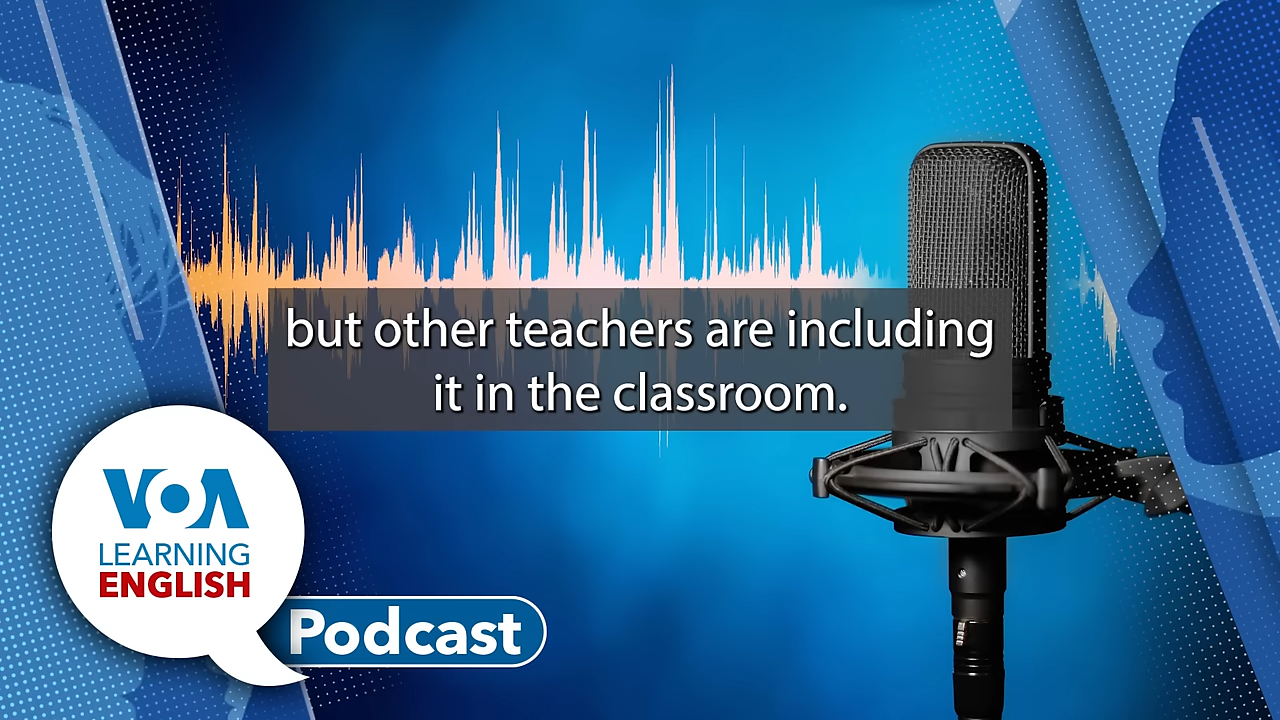 but other teachers are including
it in the classroom.
VOA
LEARNING
ENGLISH
Podcast